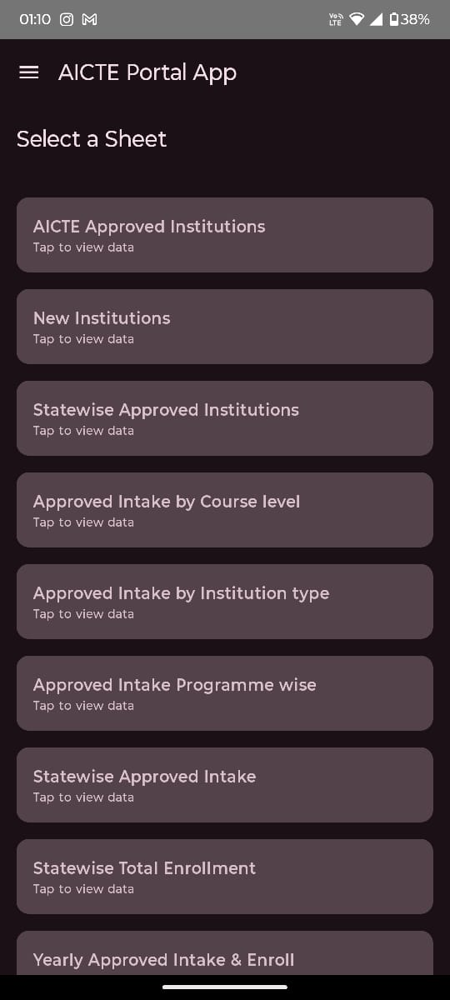 01:10 Vo LTE 38%
AICTE Portal App
Select a Sheet
AICTE Approved Institutions
Tap to view data
New Institutions
Tap to view data
Statewise Approved Institutions
Tap to view data
Approved Intake by Course level
Tap to view data
Approved Intake by Institution type
Tap to view data
Approved Intake Programme wise
Tap to view data
Statewise Approved Intake
Tap to view data
Statewise Total Enrollment
Tap to view data
Yearly Approved Intake & Enroll